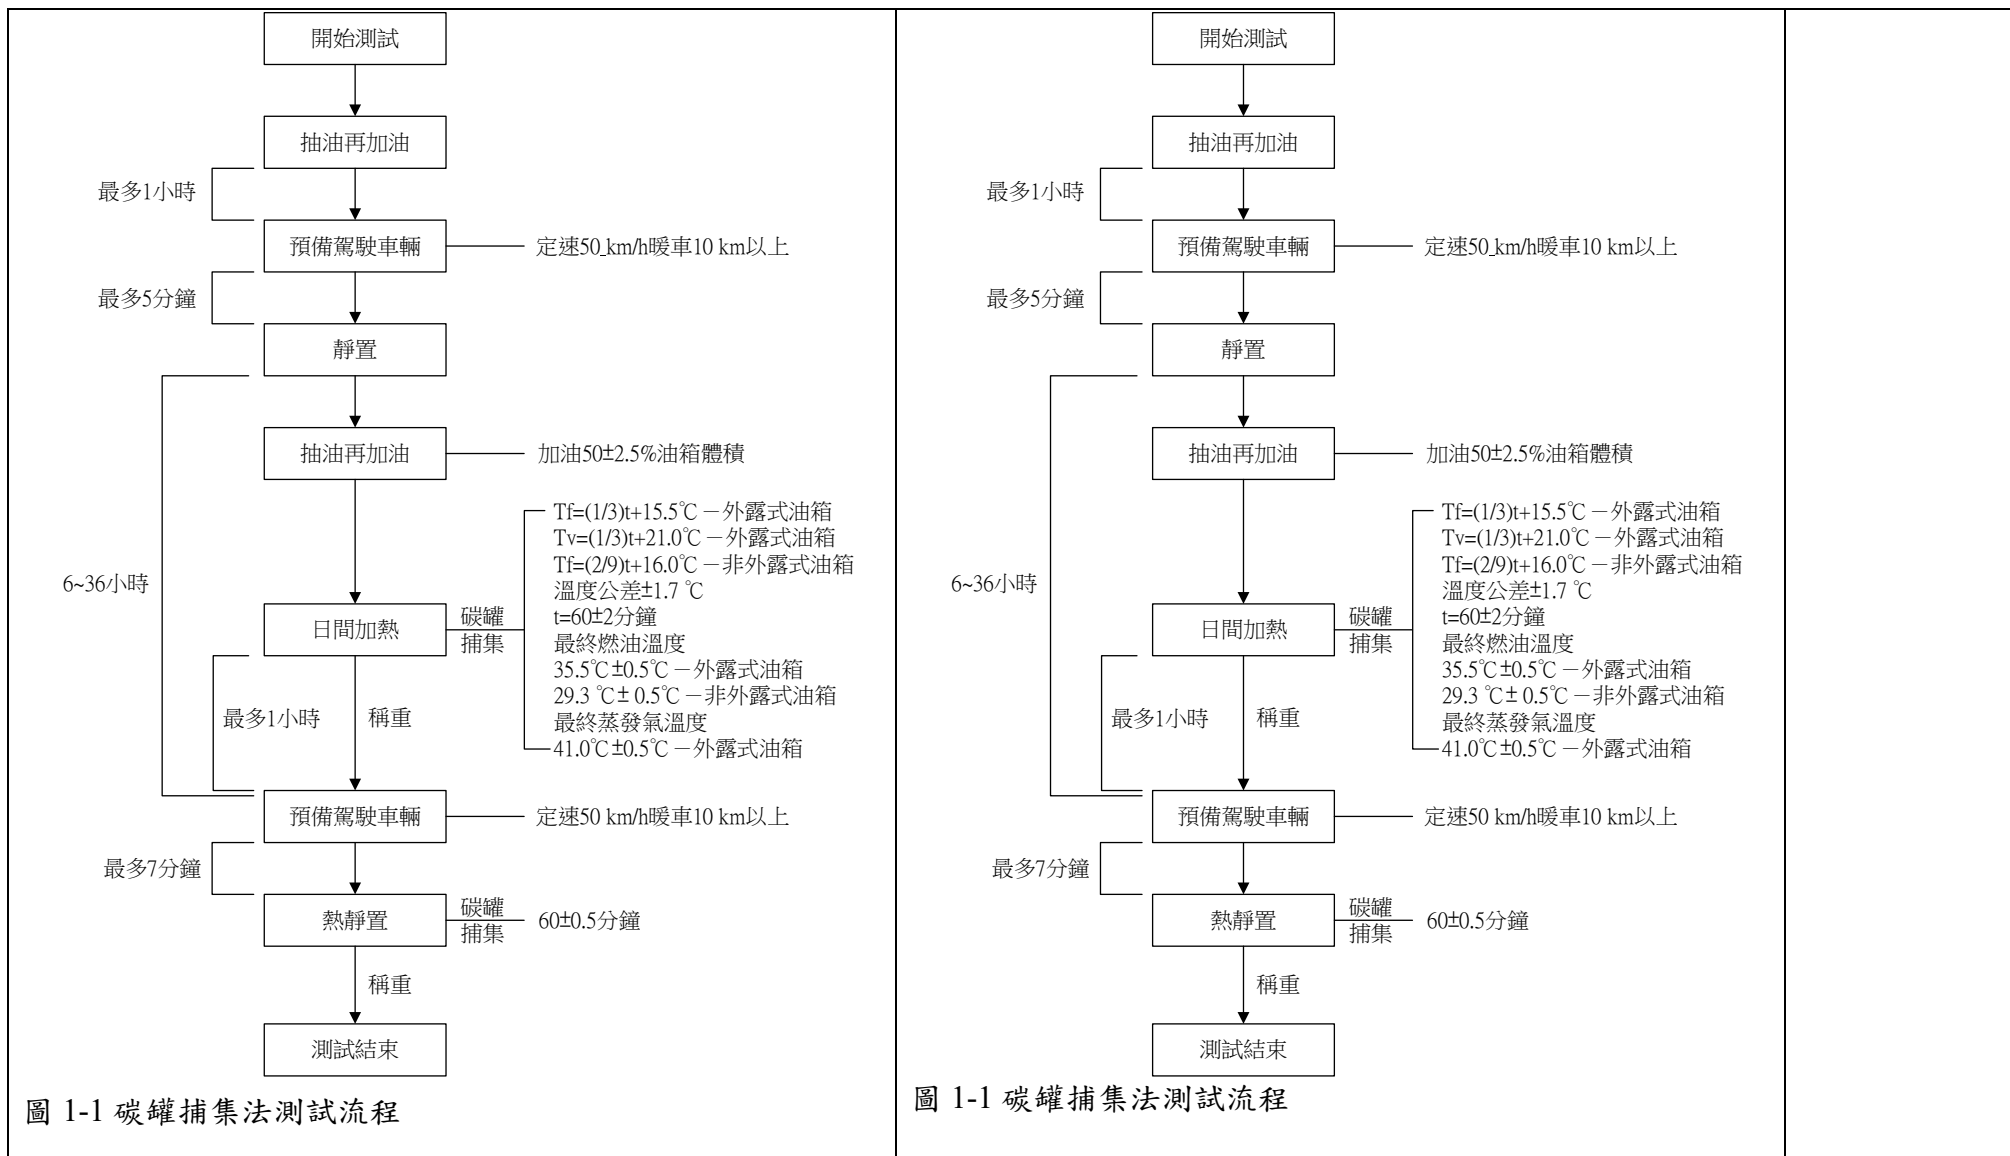 開始測試
抽油再加油
最多1小時
預備駕駛車輛
定速50 km/h暖車10 km以上
最多5分鐘
靜置
抽油再加油
加油50±2.5%油箱體積
6~36小時
日間加熱
碳罐
捕集
Tf=(1/3)t+15.5℃－外露式油箱
Tv=(1/3)t+21.0℃－外露式油箱
Tf=(2/9)t+16.0℃－非外露式油箱
溫度公差±1.7 ℃
t=60±2分鐘
最終燃油溫度
35.5℃±0.5℃－外露式油箱
29.3 ℃± 0.5℃－非外露式油箱
最終蒸發氣溫度
41.0℃±0.5℃－外露式油箱
最多1小時
稱重
預備駕駛車輛
定速50 km/h暖車10 km以上
最多7分鐘
熱靜置
碳罐
捕集
60±0.5分鐘
稱重
測試結束
圖 1-1 碳罐捕集法測試流程
開始測試
抽油再加油
最多1小時
預備駕駛車輛
定速50 km/h暖車10 km以上
最多5分鐘
靜置
抽油再加油
加油50±2.5%油箱體積
6~36小時
日間加熱
碳罐
捕集
Tf=(1/3)t+15.5℃－外露式油箱
Tv=(1/3)t+21.0℃－外露式油箱
Tf=(2/9)t+16.0℃－非外露式油箱
溫度公差±1.7 ℃
t=60±2分鐘
最終燃油溫度
35.5℃±0.5℃－外露式油箱
29.3 ℃± 0.5℃－非外露式油箱
最終蒸發氣溫度
41.0℃±0.5℃－外露式油箱
最多1小時
稱重
預備駕駛車輛
定速50 km/h暖車10 km以上
最多7分鐘
熱靜置
碳罐
捕集
60±0.5分鐘
稱重
測試結束
圖 1-1 碳罐捕集法測試流程